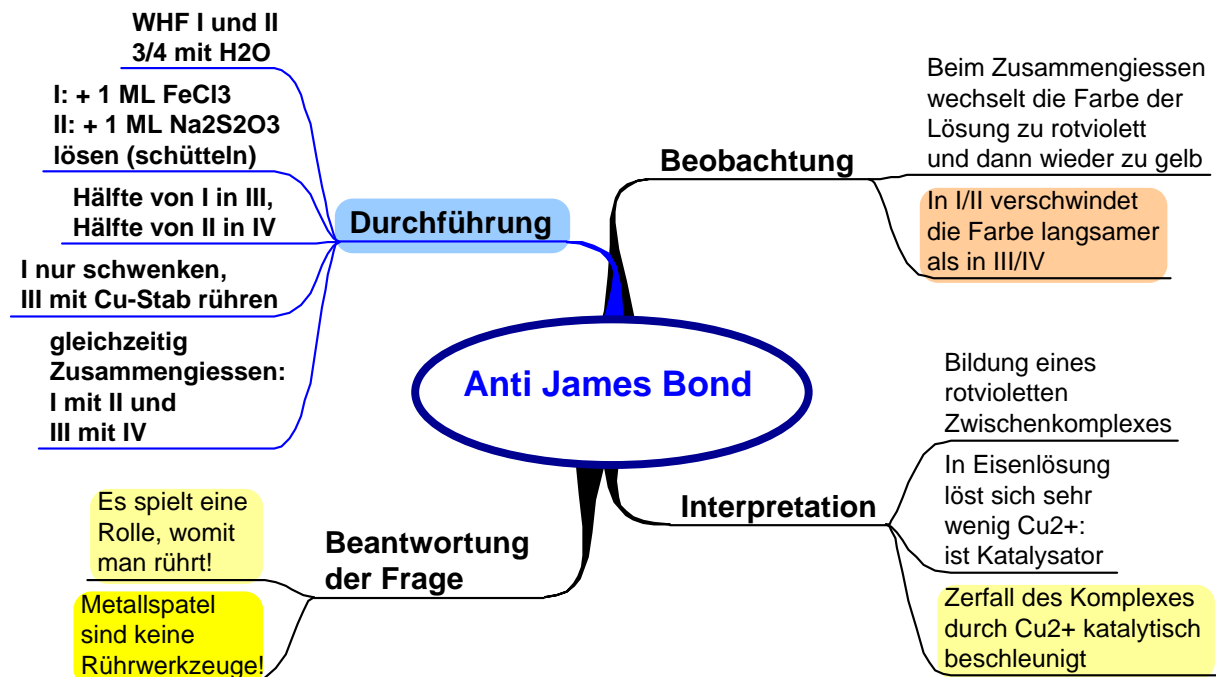 Anti James Bond
Durchführung
WHF I und II
3/4 mit H2O
I: + 1 ML FeCl3
II: + 1 ML Na2S2O3
lösen (schütteln)
Hälfte von I in III,
Hälfte von II in IV
I nur schwenken,
III mit Cu-Stab rühren
gleichzeitig
Zusammengiessen:
I mit II und
III mit IV
Beobachtung
Beim Zusammengiessen
wechselt die Farbe der
Lösung zu rotviolett
und dann wieder zu gelb
In I/II verschwindet
die Farbe langsamer
als in III/IV
Interpretation
Bildung eines
rotvioletten
Zwischenkomplexes
In Eisenlösung
löst sich sehr
wenig Cu2+:
ist Katalysator
Zerfall des Komplexes
durch Cu2+ katalytisch
beschleunigt
Beantwortung
der Frage
Es spielt eine
Rolle, womit
man rührt!
Metallspatel
sind keine
Rührwerkzeuge!